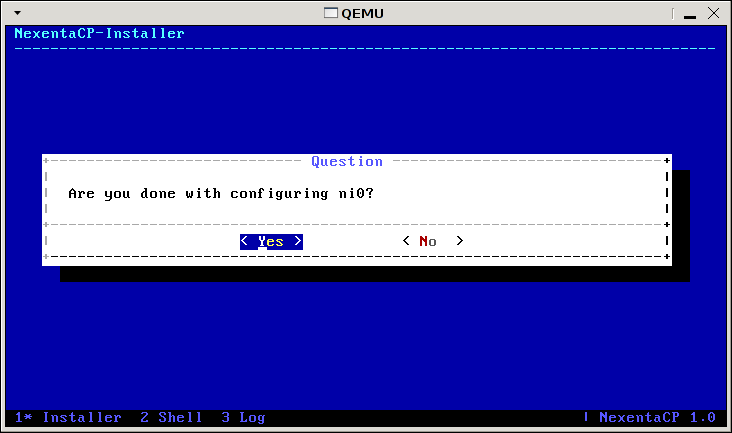 QEMU
NexentaCP-Installer
Question
Are you done with configuring ni0?
< Yes > < No >
1* Installer 2 Shell 3 Log | NexentaCP 1.0